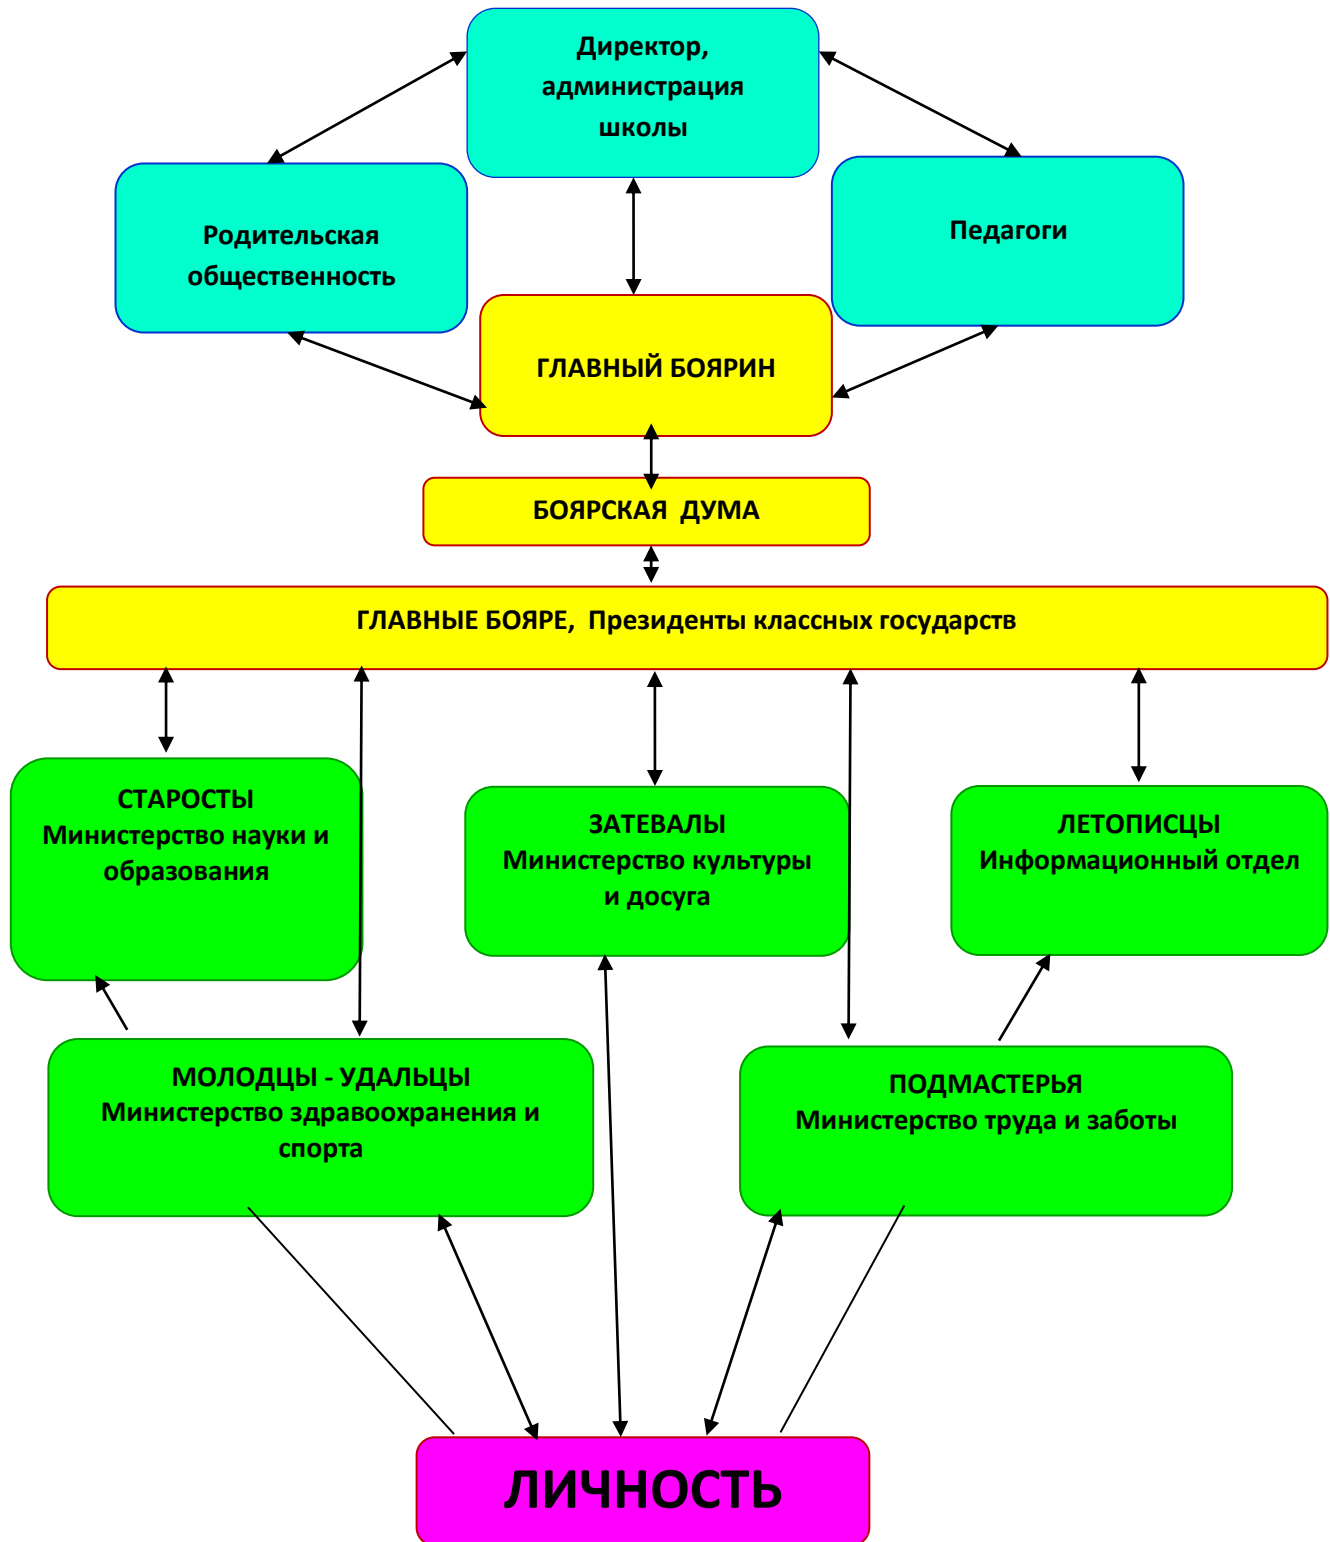 Директор,
администрация
школы
Родительская
общественность
Педагоги
ГЛАВНЫЙ БОЯРИН
БОЯРСКАЯ ДУМА
ГЛАВНЫЕ БОЯРЕ, Президенты классных государств
СТАРОСТЫ
Министерство науки и
образования
ЗАТЕВАЛЫ
Министерство культуры
и досуга
ЛЕТОПИСЦЫ
Информационный отдел
МОЛОДЦЫ - УДАЛЬЦЫ
Министерство здравоохранения и
спорта
ПОДМАСТЕРЬЯ
Министерство труда и заботы
ЛИЧНОСТЬ